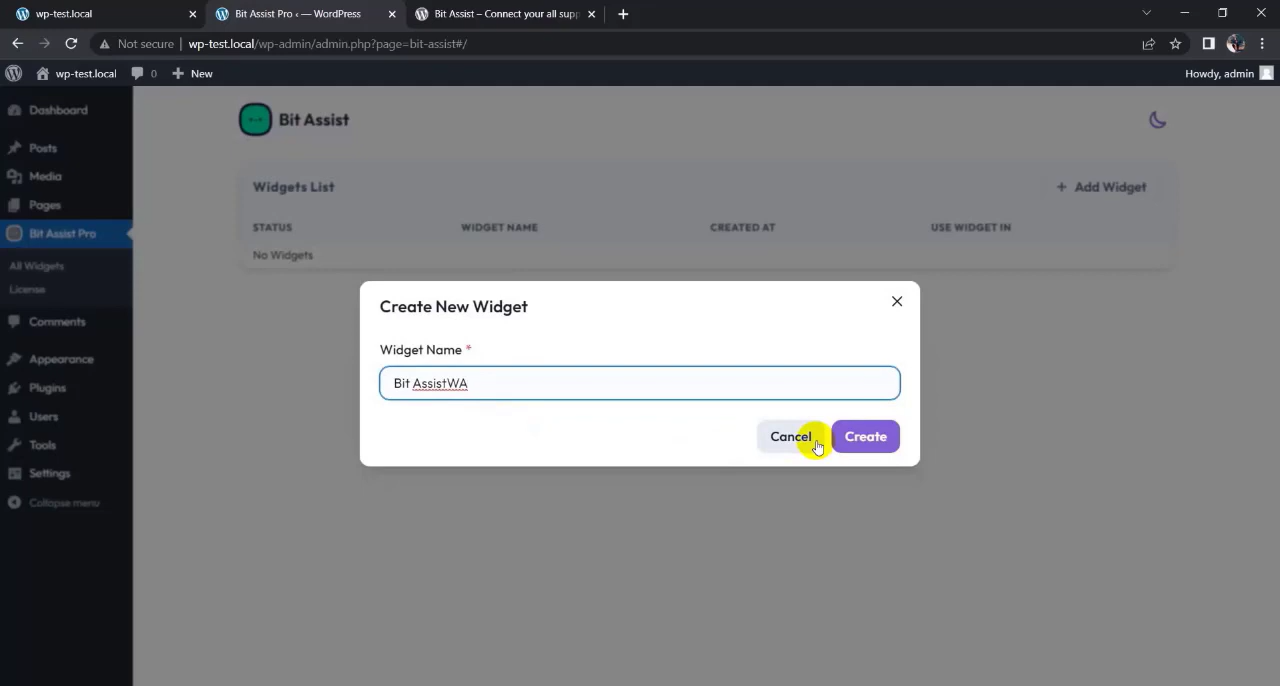 wp-test.local
Bit Assist Pro ‹ — WordPress
Bit Assist – Connect your all supp
Not secure | wp-test.local/wp-admin/admin.php?page=bit-assist#/
wp-test.local 0 New
Howdy, admin
Dashboard
Posts
Media
Pages
Bit Assist Pro
All Widgets
License
Comments
Appearance
Plugins
Users
Tools
Settings
Collapse menu
Bit Assist
Widgets List
+ Add Widget
STATUS WIDGET NAME CREATED AT USE WIDGET IN
No Widgets
Create New Widget
Widget Name *
Bit AssistWA
Cancel Create